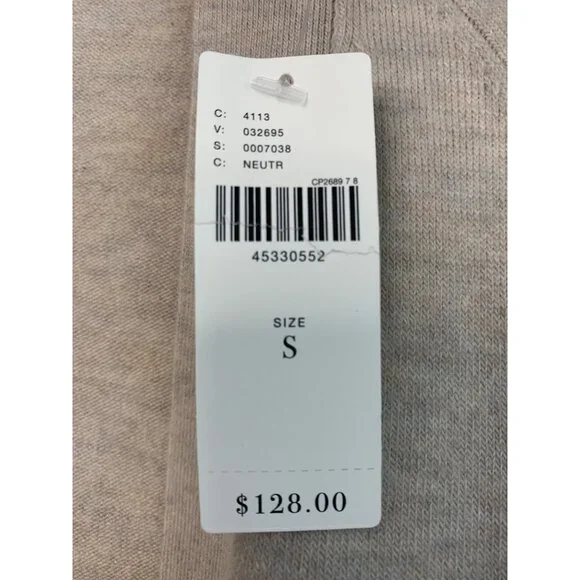 C: 4113
V: 032695
S: 0007038
C: NEUTR
CP2689 7 8
45330552
SIZE
S
$128.00